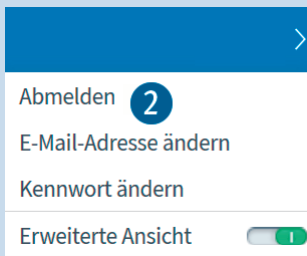 Abmelden 2
E-Mail-Adresse ändern
Kennwort ändern
Erweiterte Ansicht